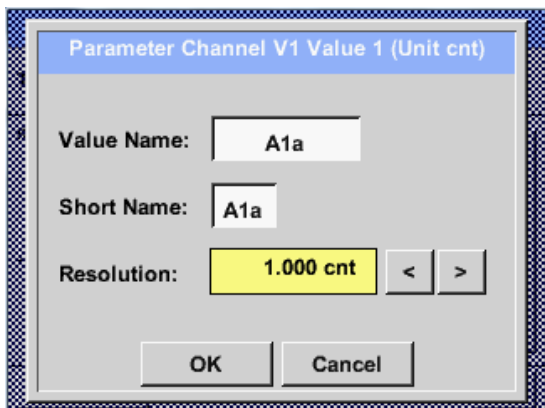 Parameter Channel V1 Value 1 (Unit cnt)
Value Name: A1a
Short Name: A1a
Resolution: 1.000 cnt < >
OK Cancel